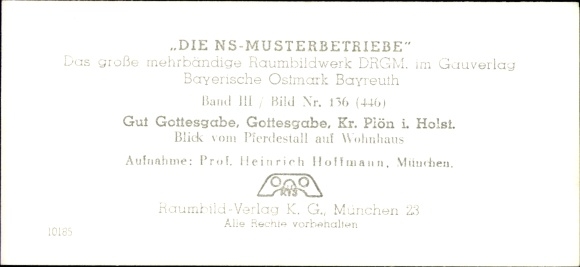 „DIE NS-MUSTERBETRIEBE"
Das große mehrbändige Raumbildwerk DRGM. im Gauverlag
Bayerische Ostmark Bayreuth
Band III / Bild Nr. 136 (446)
Gut Gottesgabe, Gottesgabe, Kr. Plön i. Holst.
Blick vom Pferdestall auf Wohnhaus
Aufnahme: Prof. Heinrich Hoffmann, München.
Raumbild-Verlag K. G., München 23
Alle Rechte vorbehalten
10185